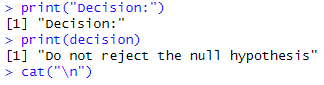 > print("Decision:")
[1] "Decision:"
> print(decision)
[1] "Do not reject the null hypothesis"
> cat("\n")